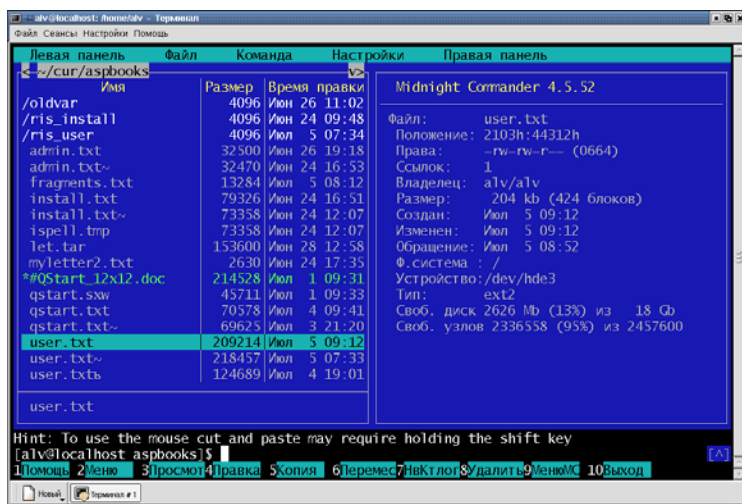 alv@localhost: /home/alv - Терминал
Файл Сеансы Настройки Помощь
Левая панель Файл Команда Настройки Правая панель
<-~/cur/aspbooks v>
Имя Размер Время правки
/oldvar 4096 Июн 26 11:02
/ris_install 4096 Июн 24 09:48
/ris_user 4096 Июл 5 07:34
admin.txt 32500 Июн 26 19:18
admin.txt~ 32470 Июн 24 16:53
fragments.txt 13284 Июл 5 08:12
install.txt 79326 Июн 24 16:51
install.txt~ 73358 Июн 24 12:07
ispell.tmp 73358 Июн 24 12:07
let.tar 153600 Июн 28 12:58
myletter2.txt 2630 Июн 24 17:35
*#QStart_12x12.doc 214528 Июл 1 09:31
qstart.sxw 45711 Июл 1 09:33
qstart.txt 70578 Июл 4 09:41
qstart.txt~ 69625 Июл 3 21:20
user.txt 209214 Июл 5 09:12
user.txt~ 218457 Июл 5 07:33
user.txtъ 124689 Июл 4 19:01
user.txt
Midnight Commander 4.5.52
Файл: user.txt
Положение: 2103h:44312h
Права: -rw-rw-r-- (0664)
Ссылок: 1
Владелец: alv/alv
Размер: 204 kb (424 блоков)
Создан: Июл 5 09:12
Изменен: Июл 5 09:12
Обращение: Июл 5 08:52
Ф.система : /
Устройство:/dev/hde3
Тип: ext2
Своб. диск 2626 Mb (13%) из 18 Gb
Своб. узлов 2336558 (95%) из 2457600
Hint: To use the mouse cut and paste may require holding the shift key
[alv@localhost aspbooks]$ [^]
1Помощь 2Меню 3Просмот4Правка 5Копия 6Перемес7НвКтлог8Удалить9МенюМС 10Выход
Новый Терминал # 1